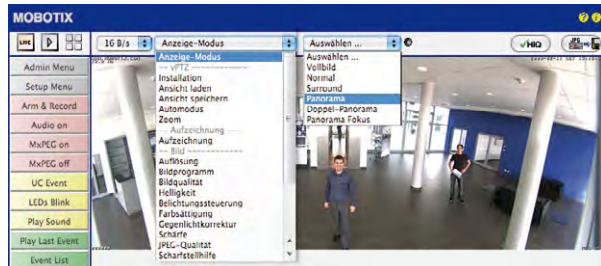 MOBOTIX
LIVE
16 B/s
Anzeige-Modus
Auswählen ...
HIQ
JPG
Admin Menu
Setup Menu
Arm & Record
Audio on
MxPEG on
MxPEG off
UC Event
LEDs Blink
Play Sound
Play Last Event
Event List
Anzeige-Modus
-- vPTZ --
Installation
Ansicht laden
Ansicht speichern
Automodus
Zoom
-- Aufzeichnung --
Aufzeichnung
-- Bild --
Auflösung
Bildprogramm
Bildqualität
Helligkeit
Belichtungssteuerung
Farbsättigung
Gegenlichtkorrektur
Schärfe
JPEG-Qualität
Scharfstellhilfe
Auswählen ...
Vollbild
Normal
Surround
Panorama
Doppel-Panorama
Panorama Fokus